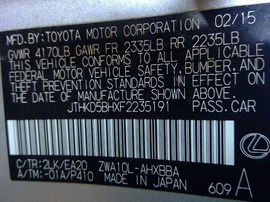 MFD.BY:TOYOTA MOTOR CORPORATION 02/15
GVWR 4170LB GAWR FR 2335LB RR 2235LB
THIS VEHICLE CONFORMS TO ALL APPLICABLE
FEDERAL MOTOR VEHICLE SAFETY, BUMPER, AND
THEFT PREVENTION STANDARDS IN EFFECT ON
THE DATE OF MANUFACTURE SHOWN ABOVE.
JTHKD5BHXF2235191 PASS.CAR
C/TR:2LK/EA20 ZWA10L-AHXBBA
A/TM:-01A/P410 MADE IN JAPAN 609 A